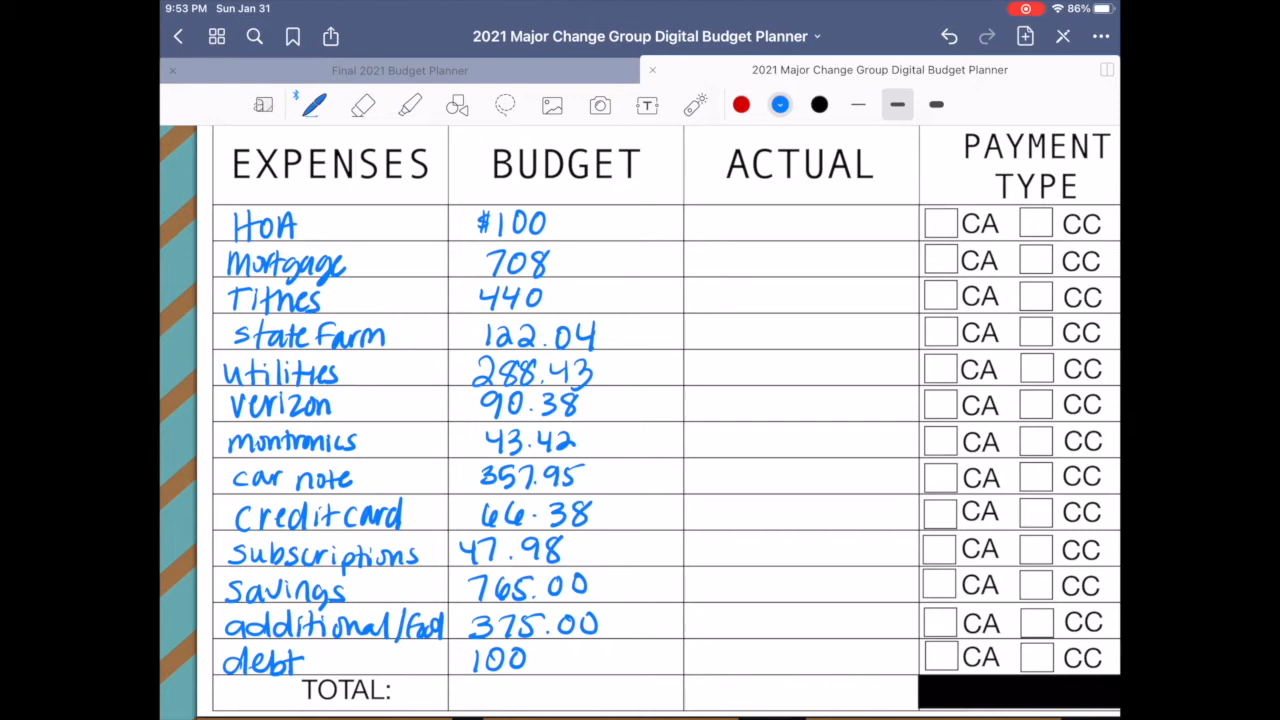 9:53 PM Sun Jan 31 86%
2021 Major Change Group Digital Budget Planner
Final 2021 Budget Planner 2021 Major Change Group Digital Budget Planner
EXPENSES BUDGET ACTUAL PAYMENT TYPE
HOA $100 CA CC
Mortgage 708 CA CC
Tithes 440 CA CC
state Farm 122.04 CA CC
utilities 288.43 CA CC
verizon 90.38 CA CC
montronics 43.42 CA CC
car note 357.95 CA CC
credit card 66.38 CA CC
subscriptions 47.98 CA CC
savings 765.00 CA CC
additional/Food 375.00 CA CC
debt 100 CA CC
TOTAL: